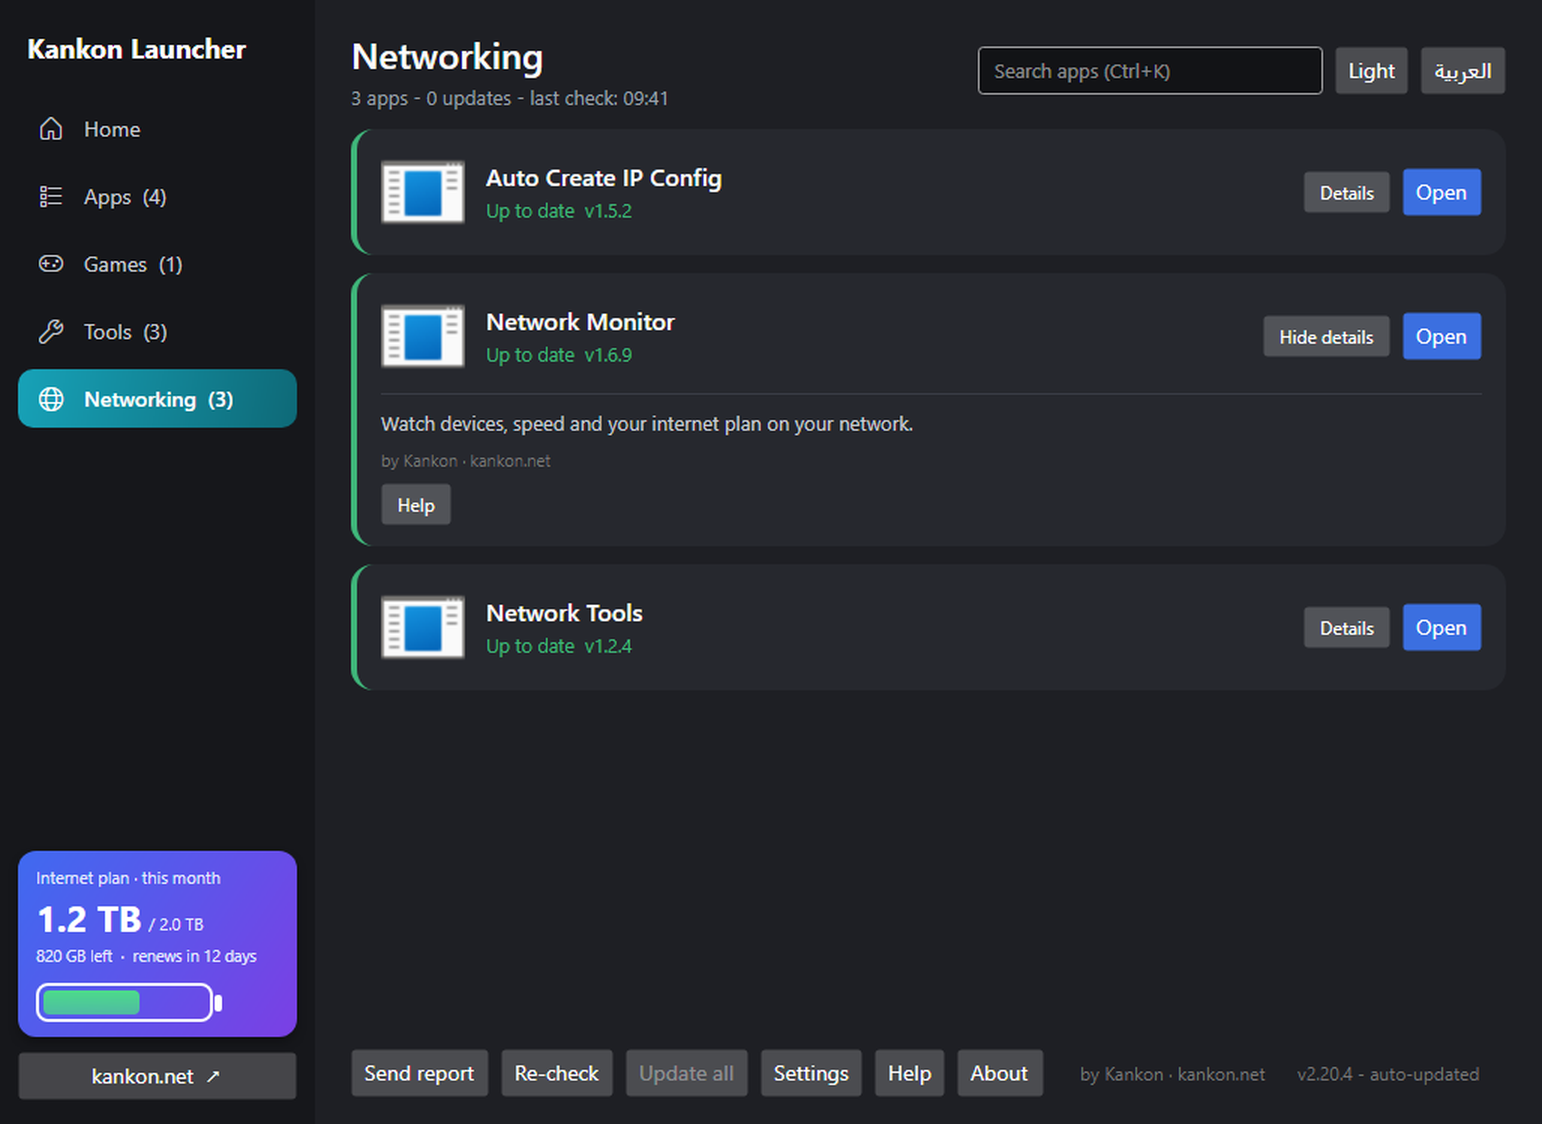 Kankon Launcher
Home
Apps (4)
Games (1)
Tools (3)
Networking (3)
Internet plan · this month
1.2 TB / 2.0 TB
820 GB left · renews in 12 days
kankon.net ↗
Networking
3 apps - 0 updates - last check: 09:41
Search apps (Ctrl+K)
Light
العربية
Auto Create IP Config
Up to date v1.5.2
Details
Open
Network Monitor
Up to date v1.6.9
Hide details
Open
Watch devices, speed and your internet plan on your network.
by Kankon · kankon.net
Help
Network Tools
Up to date v1.2.4
Details
Open
Send report
Re-check
Update all
Settings
Help
About
by Kankon · kankon.net
v2.20.4 - auto-updated